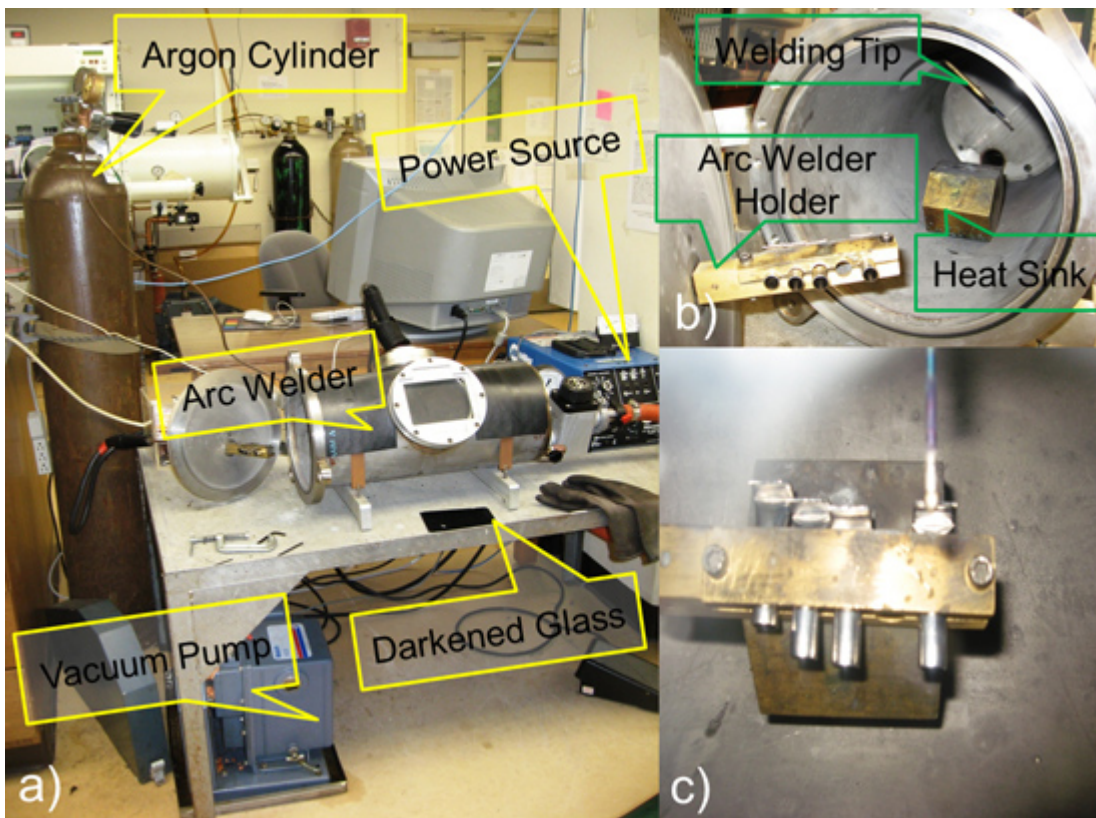 Argon Cylinder
Power Source
Arc Welder
Vacuum Pump
Darkened Glass
a)
Welding Tip
Arc Welder
Holder
Heat Sink
b)
c)